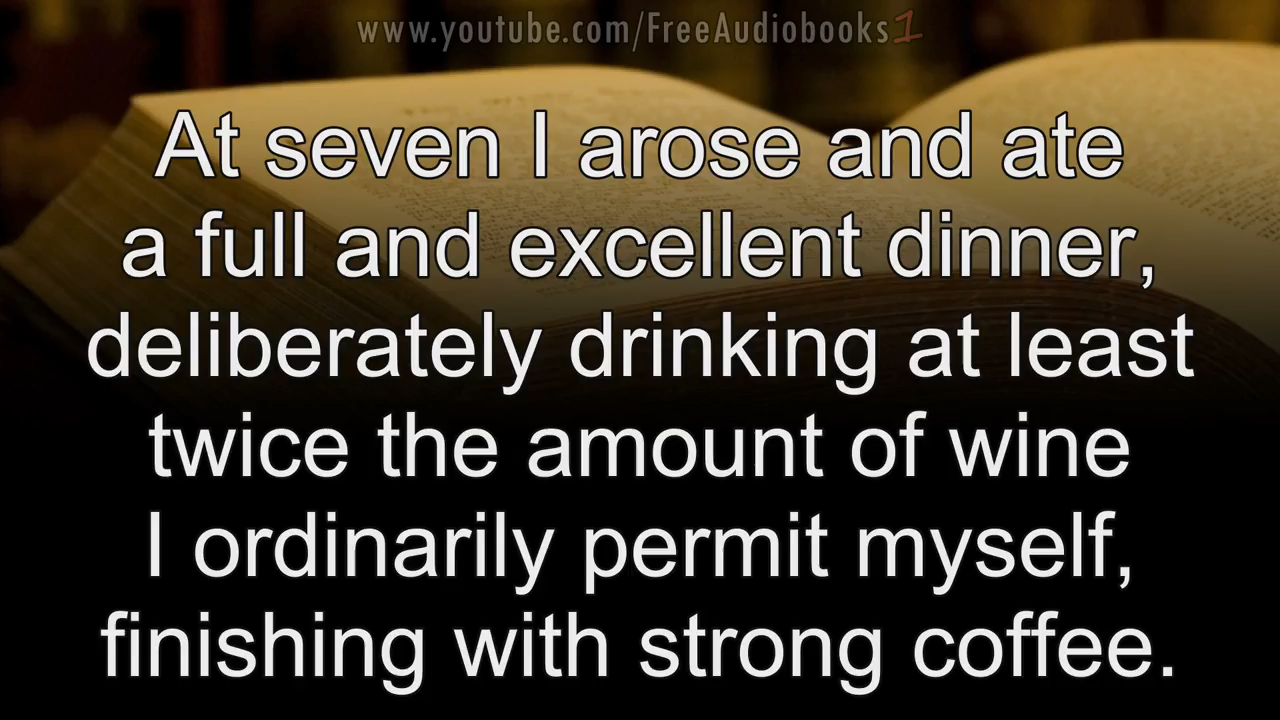 www.youtube.com/FreeAudiobooks1
At seven I arose and ate
a full and excellent dinner,
deliberately drinking at least
twice the amount of wine
I ordinarily permit myself,
finishing with strong coffee.